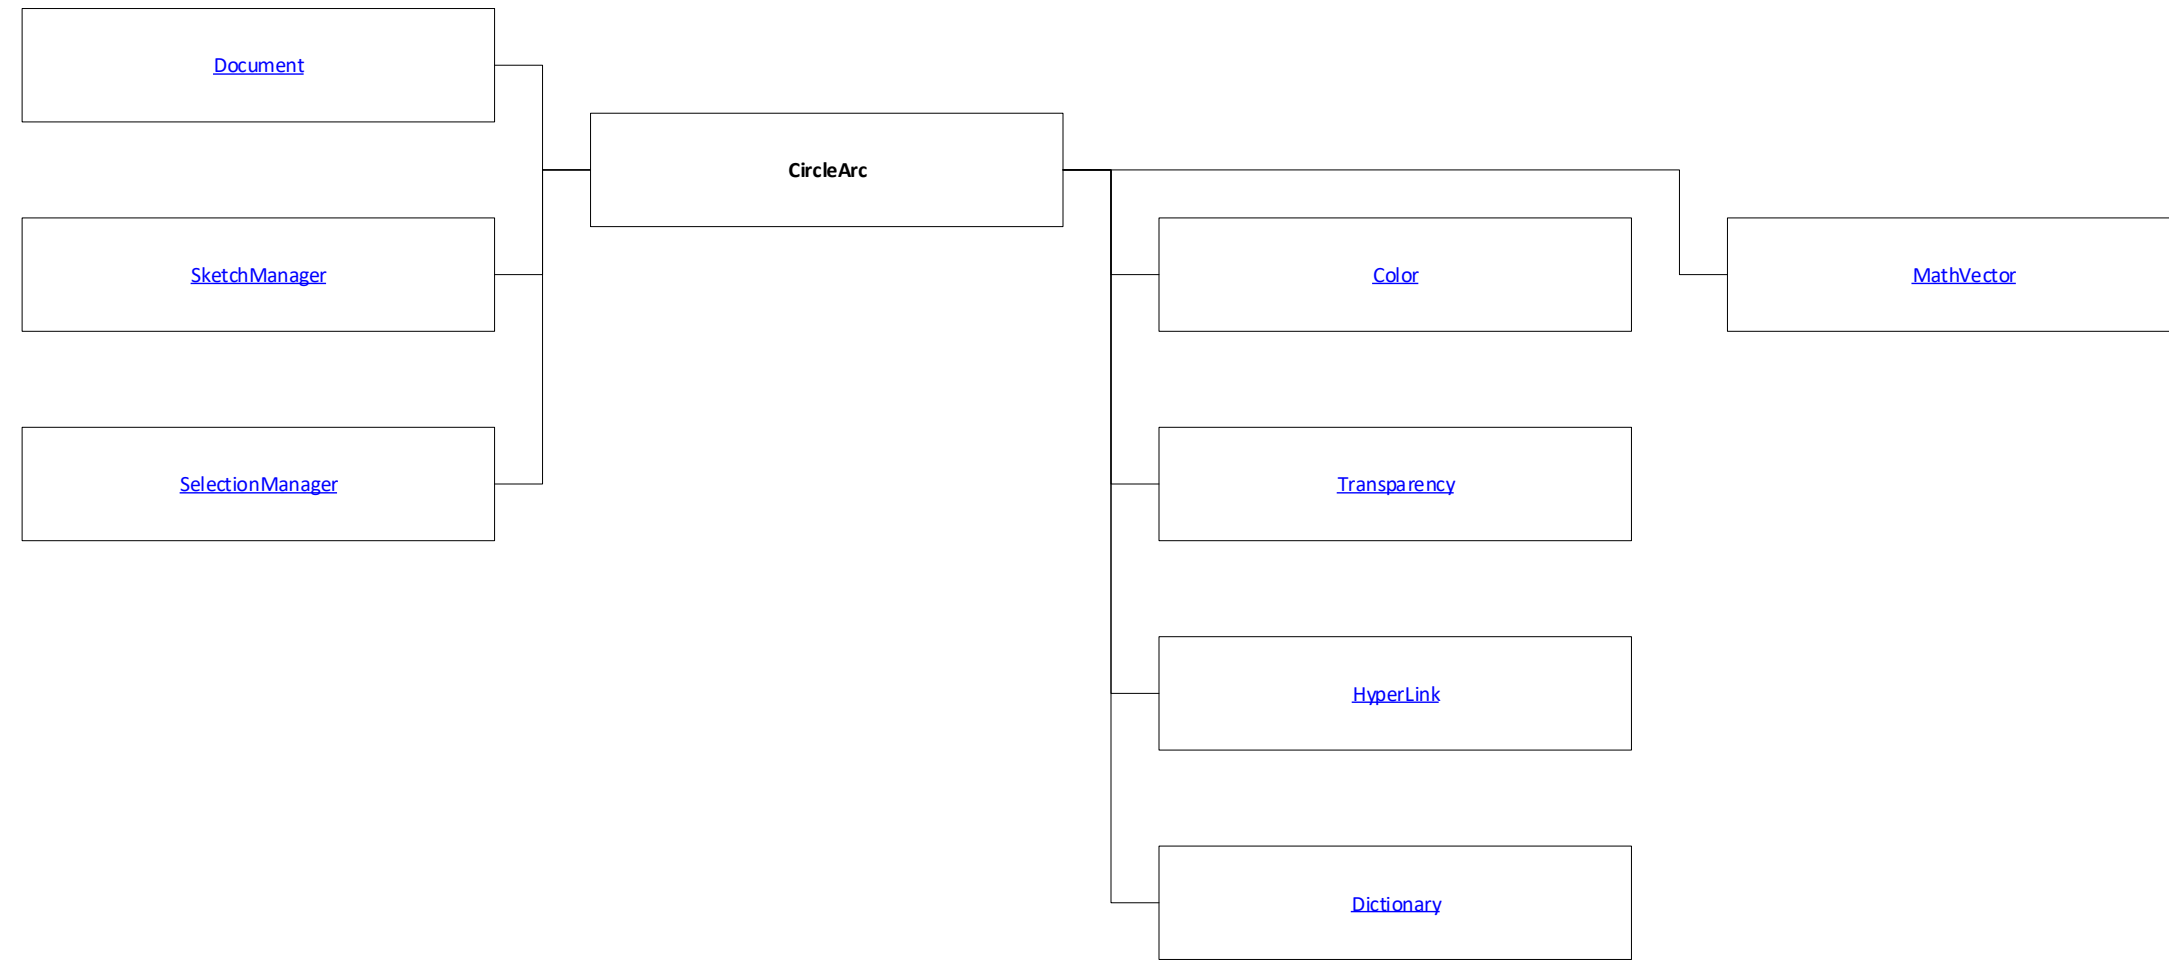 Document
CircleArc
SketchManager
Color
MathVector
SelectionManager
Transparency
HyperLink
Dictionary